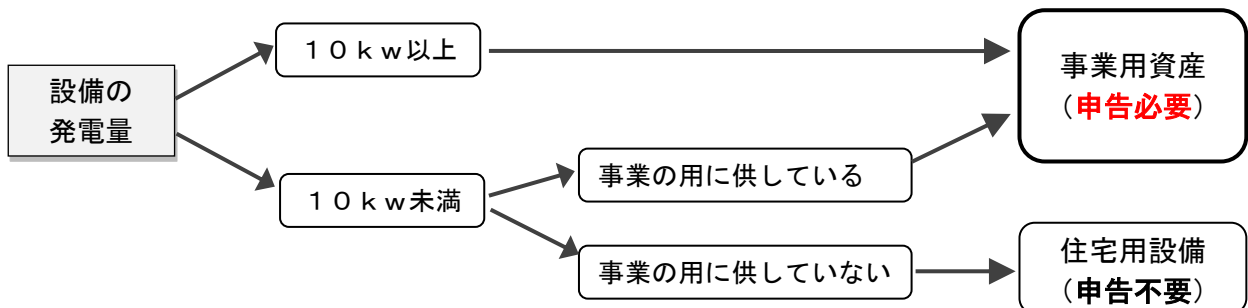 設備の
発電量
１０ｋｗ以上
１０ｋｗ未満
事業の用に供している
事業の用に供していない
事業用資産
（申告必要）
住宅用設備
（申告不要）